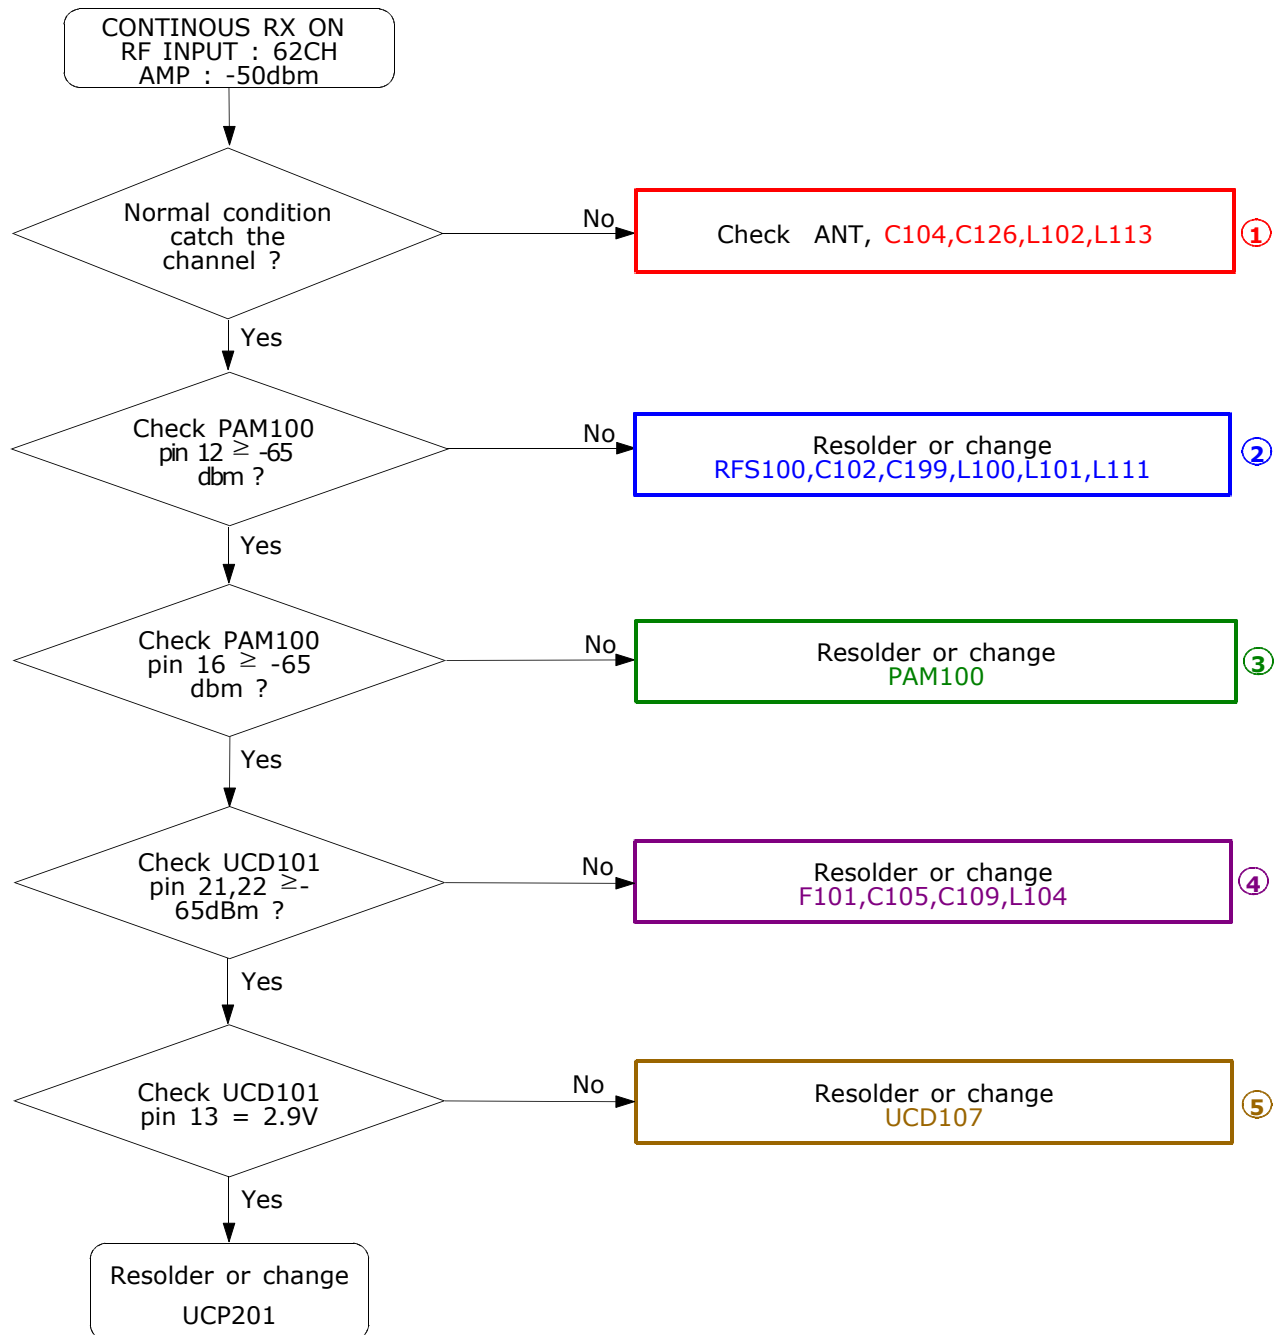 CONTINOUS RX ON
RF INPUT : 62CH
AMP : -50dbm
Normal condition
catch the
channel ?
No
Check ANT, C104,C126,L102,L113
1
Yes
Check PAM100
pin 12 ≥ -65
dbm ?
No
Resolder or change
RFS100,C102,C199,L100,L101,L111
2
Yes
Check PAM100
pin 16 ≥ -65
dbm ?
No
Resolder or change
PAM100
3
Yes
Check UCD101
pin 21,22 ≥-
65dBm ?
No
Resolder or change
F101,C105,C109,L104
4
Yes
Check UCD101
pin 13 = 2.9V
No
Resolder or change
UCD107
5
Yes
Resolder or change
UCP201